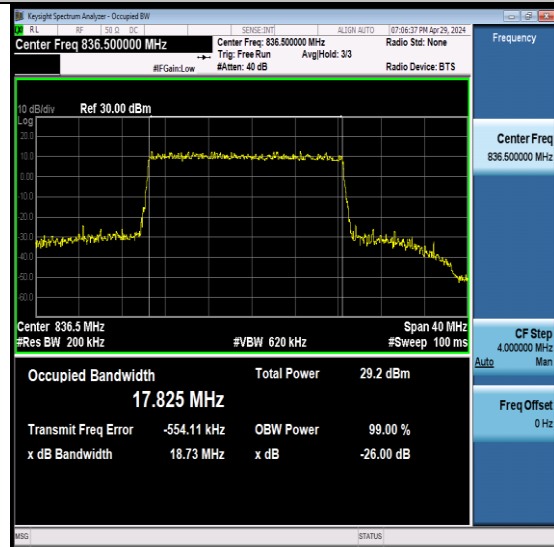 Keysight Spectrum Analyzer - Occupied BW
RL RF 50 Ω DC SENSE:INT ALIGN AUTO 07:06:37 PM Apr 29, 2024
Center Freq 836.500000 MHz Center Freq: 836.500000 MHz Radio Std: None Frequency
Trig: Free Run Avg|Hold: 3/3
#IFGain:Low #Atten: 40 dB Radio Device: BTS
10 dB/div Ref 30.00 dBm
Log
20.0
10.0
0.00
-10.0
-20.0
-30.0
-40.0
-50.0
-60.0
Center Freq
836.500000 MHz
Center 836.5 MHz Span 40 MHz
#Res BW 200 kHz #VBW 620 kHz #Sweep 100 ms
CF Step
4.000000 MHz
Auto Man
Occupied Bandwidth Total Power 29.2 dBm
17.825 MHz
Transmit Freq Error -554.11 kHz OBW Power 99.00 %
x dB Bandwidth 18.73 MHz x dB -26.00 dB
Freq Offset
0 Hz
MSG STATUS